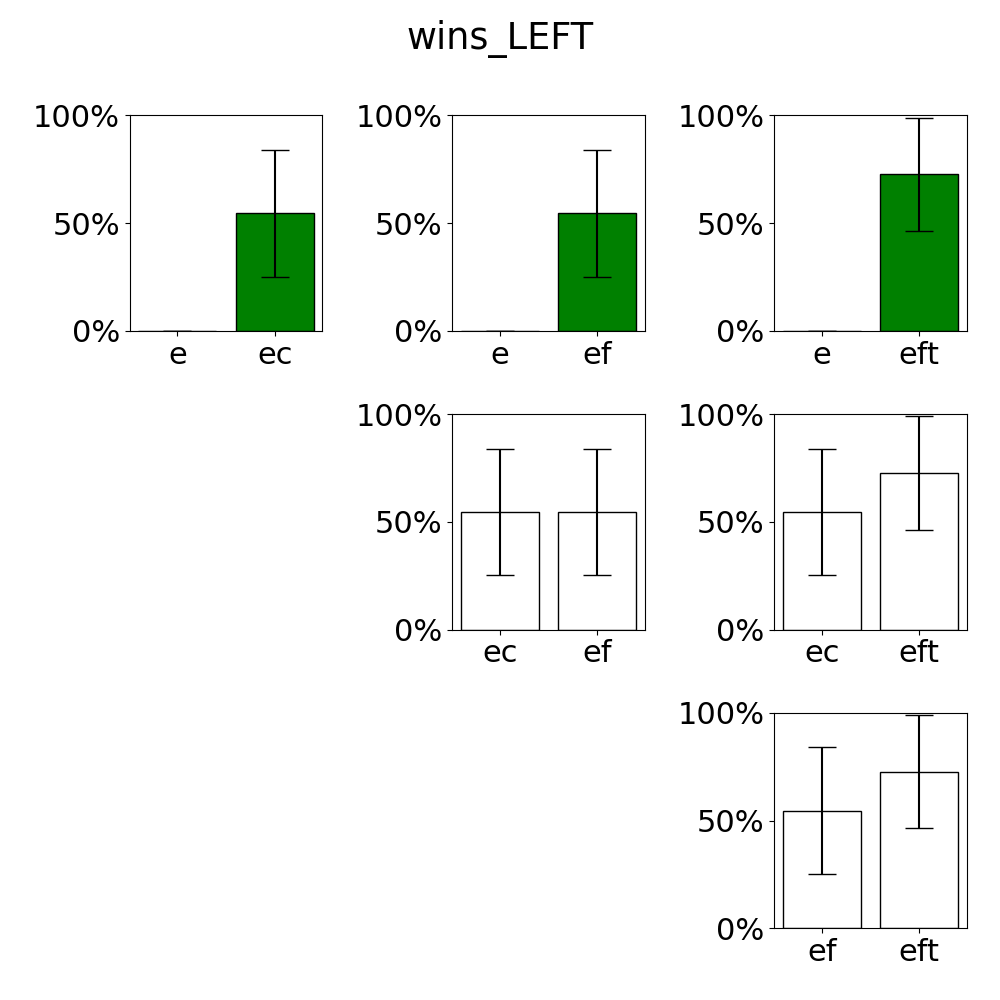 wins_LEFT
100% 100% 100%
50% 50% 50%
0% 0% 0%
e ec e ef e eft
100% 100%
50% 50%
0% 0%
ec ef ec eft
100%
50%
0%
ef eft